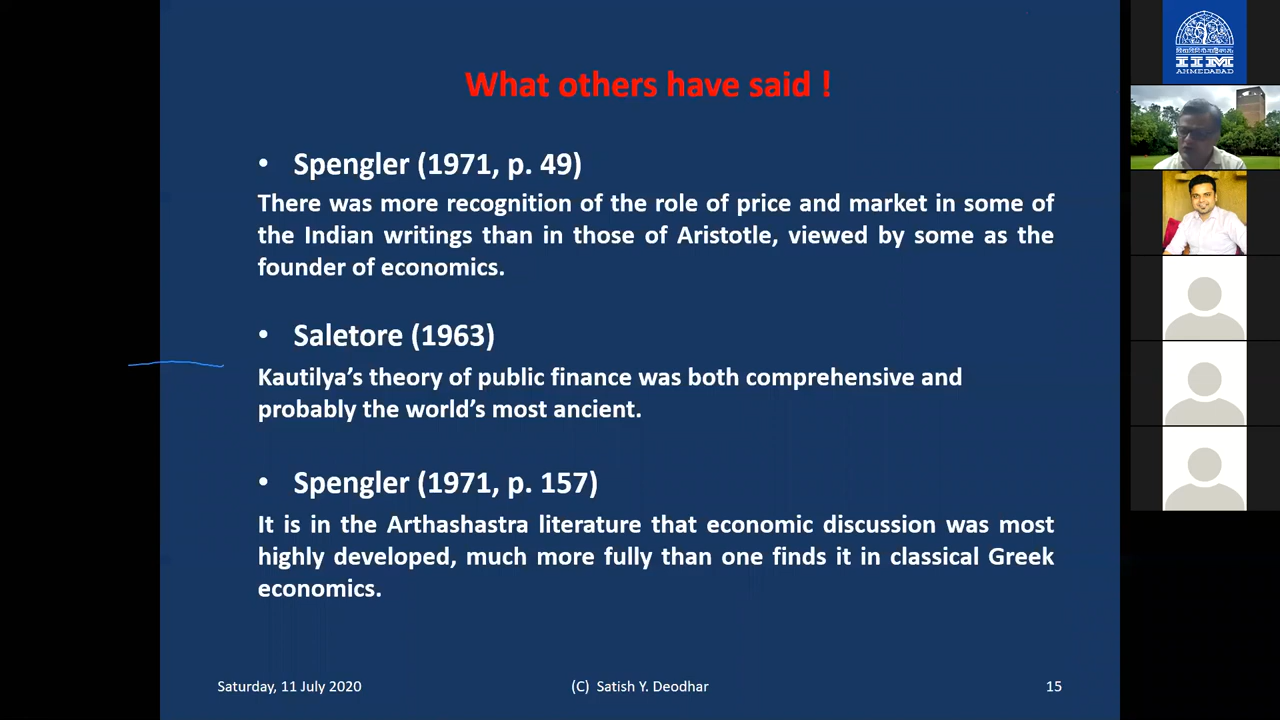 What others have said !
• Spengler (1971, p. 49)
There was more recognition of the role of price and market in some of
the Indian writings than in those of Aristotle, viewed by some as the
founder of economics.
• Saletore (1963)
Kautilya’s theory of public finance was both comprehensive and
probably the world’s most ancient.
• Spengler (1971, p. 157)
It is in the Arthashastra literature that economic discussion was most
highly developed, much more fully than one finds it in classical Greek
economics.
Saturday, 11 July 2020
(C) Satish Y. Deodhar
15
IIM
AHMEDABAD